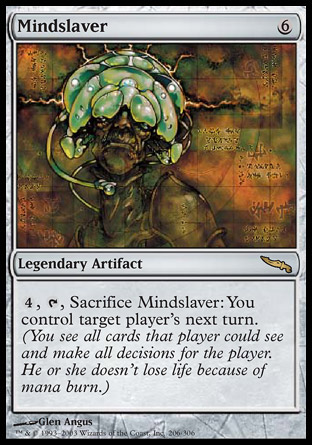 Mindslaver 6
Legendary Artifact
4, , Sacrifice Mindslaver: You
control target player's next turn.
(You see all cards that player could see
and make all decisions for the player.
He or she doesn't lose life because of
mana burn.)
Glen Angus
™ & © 1993–2003 Wizards of the Coast, Inc. 206/306